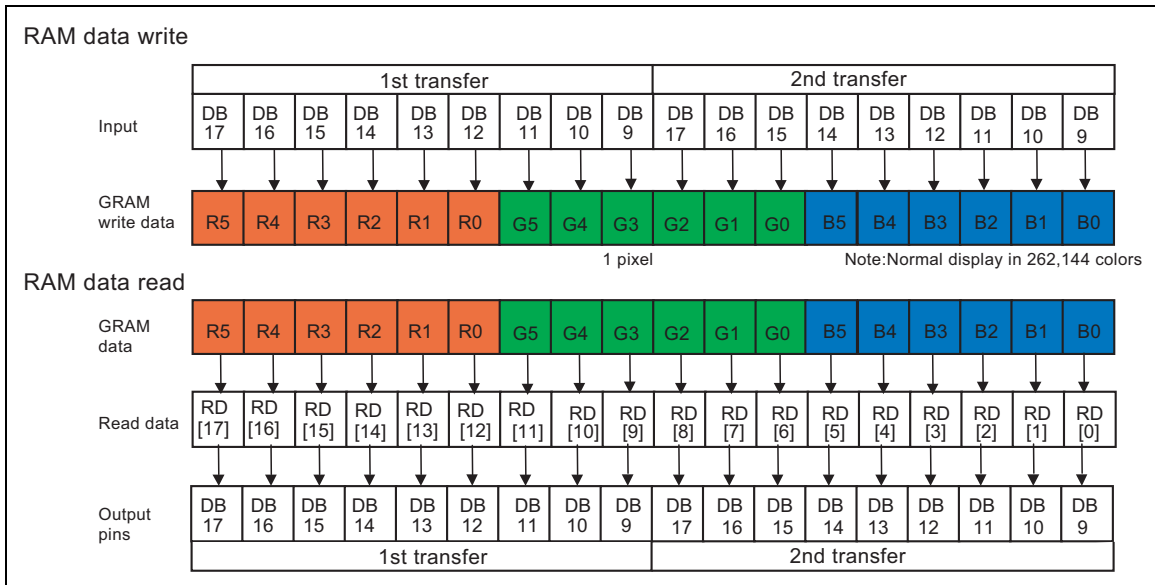 RAM data write
1st transfer 2nd transfer
Input DB 17 DB 16 DB 15 DB 14 DB 13 DB 12 DB 11 DB 10 DB 9 DB 17 DB 16 DB 15 DB 14 DB 13 DB 12 DB 11 DB 10 DB 9
GRAM write data R5 R4 R3 R2 R1 R0 G5 G4 G3 G2 G1 G0 B5 B4 B3 B2 B1 B0
1 pixel Note:Normal display in 262,144 colors
RAM data read
GRAM data R5 R4 R3 R2 R1 R0 G5 G4 G3 G2 G1 G0 B5 B4 B3 B2 B1 B0
Read data RD [17] RD [16] RD [15] RD [14] RD [13] RD [12] RD [11] RD [10] RD [9] RD [8] RD [7] RD [6] RD [5] RD [4] RD [3] RD [2] RD [1] RD [0]
Output pins DB 17 DB 16 DB 15 DB 14 DB 13 DB 12 DB 11 DB 10 DB 9 DB 17 DB 16 DB 15 DB 14 DB 13 DB 12 DB 11 DB 10 DB 9
1st transfer 2nd transfer